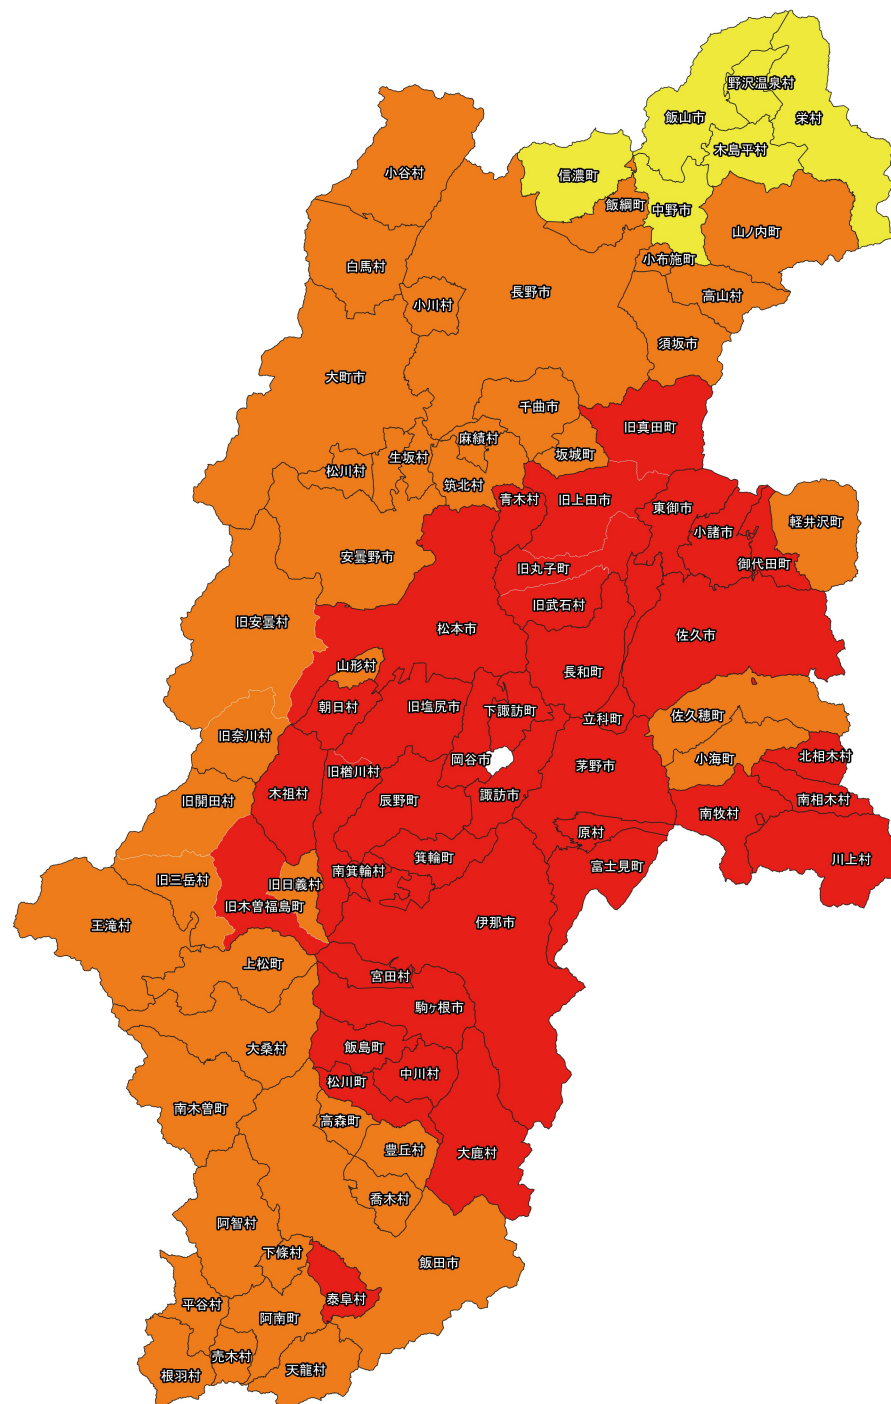 野沢温泉村
飯山市
栄村
木島平村
小谷村
信濃町
飯綱町
中野市
山ノ内町
小布施町
白馬村
長野市
高山村
小川村
須坂市
大町市
千曲市
旧真田町
麻績村
坂城町
生坂村
松川村
筑北村
青木村
旧上田市
東御市
軽井沢町
小諸市
安曇野市
御代田町
旧丸子町
旧武石村
旧安曇村
松本市
佐久市
山形村
長和町
朝日村
旧塩尻市
下諏訪町
立科町
佐久穂町
旧奈川村
岡谷市
小海町
北相木村
旧楢川村
茅野市
木祖村
旧開田村
辰野町
諏訪市
南相木村
南牧村
原村
箕輪町
川上村
南箕輪村
富士見町
旧三岳村
旧日義村
旧木曽福島町
王滝村
伊那市
上松町
宮田村
駒ヶ根市
大桑村
飯島町
中川村
松川町
南木曽町
高森町
豊丘村
大鹿村
喬木村
阿智村
下條村
飯田市
泰阜村
平谷村
阿南町
売木村
天龍村
根羽村